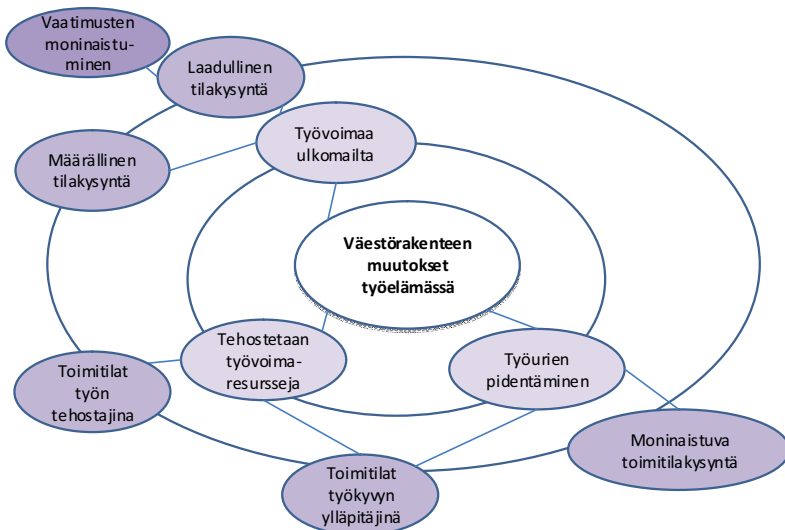 Vaatimusten
moninaistu-
minen
Laadullinen
tilakysyntä
Työvoimaa
ulkomailta
Määrällinen
tilakysyntä
Väestörakenteen
muutokset
työelämässä
Tehostetaan
työvoima-
resursseja
Työurien
pidentäminen
Toimitilat
työn
tehostajina
Moninaistuva
toimitilakysyntä
Toimitilat
työkyvyn
ylläpitäjinä